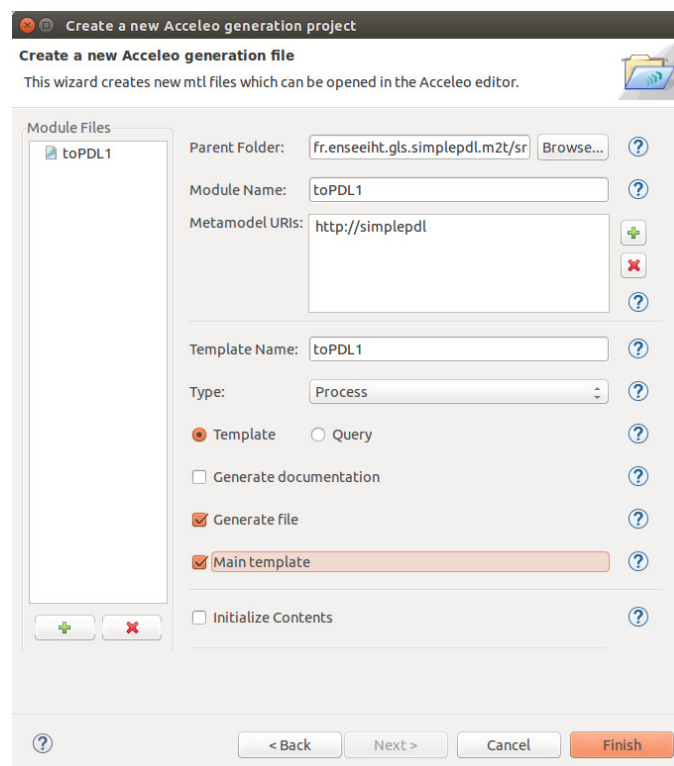 Create a new Acceleo generation project
Create a new Acceleo generation file
This wizard creates new mtl files which can be opened in the Acceleo editor.
Module Files
toPDL1
Parent Folder: fr.enseeiht.gls.simplepdl.m2t/sr Browse... ?
Module Name: toPDL1 ?
Metamodel URIs: http://simplepdl
?
Template Name: toPDL1 ?
Type: Process ?
Template Query ?
Generate documentation ?
Generate file ?
Main template ?
Initialize Contents ?
? < Back Next > Cancel Finish